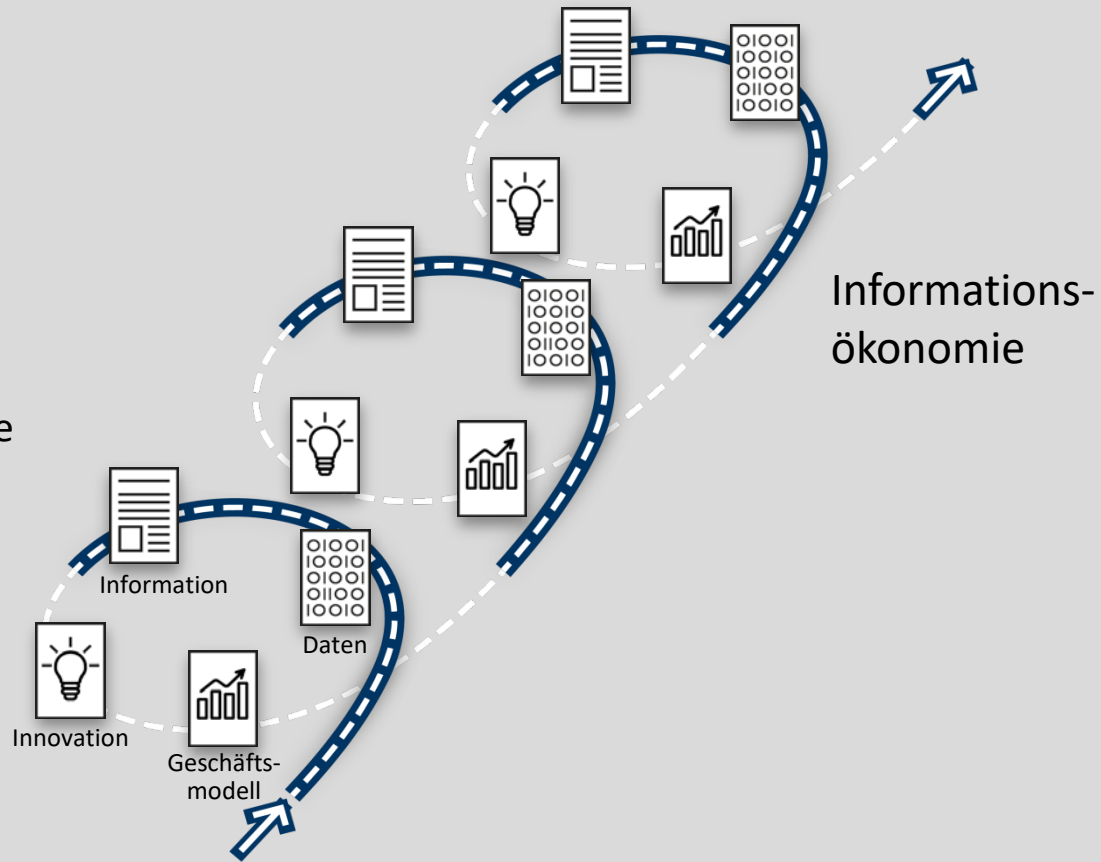 Informations-
ökonomie
e
Information
Daten
Innovation
Geschäfts-
modell